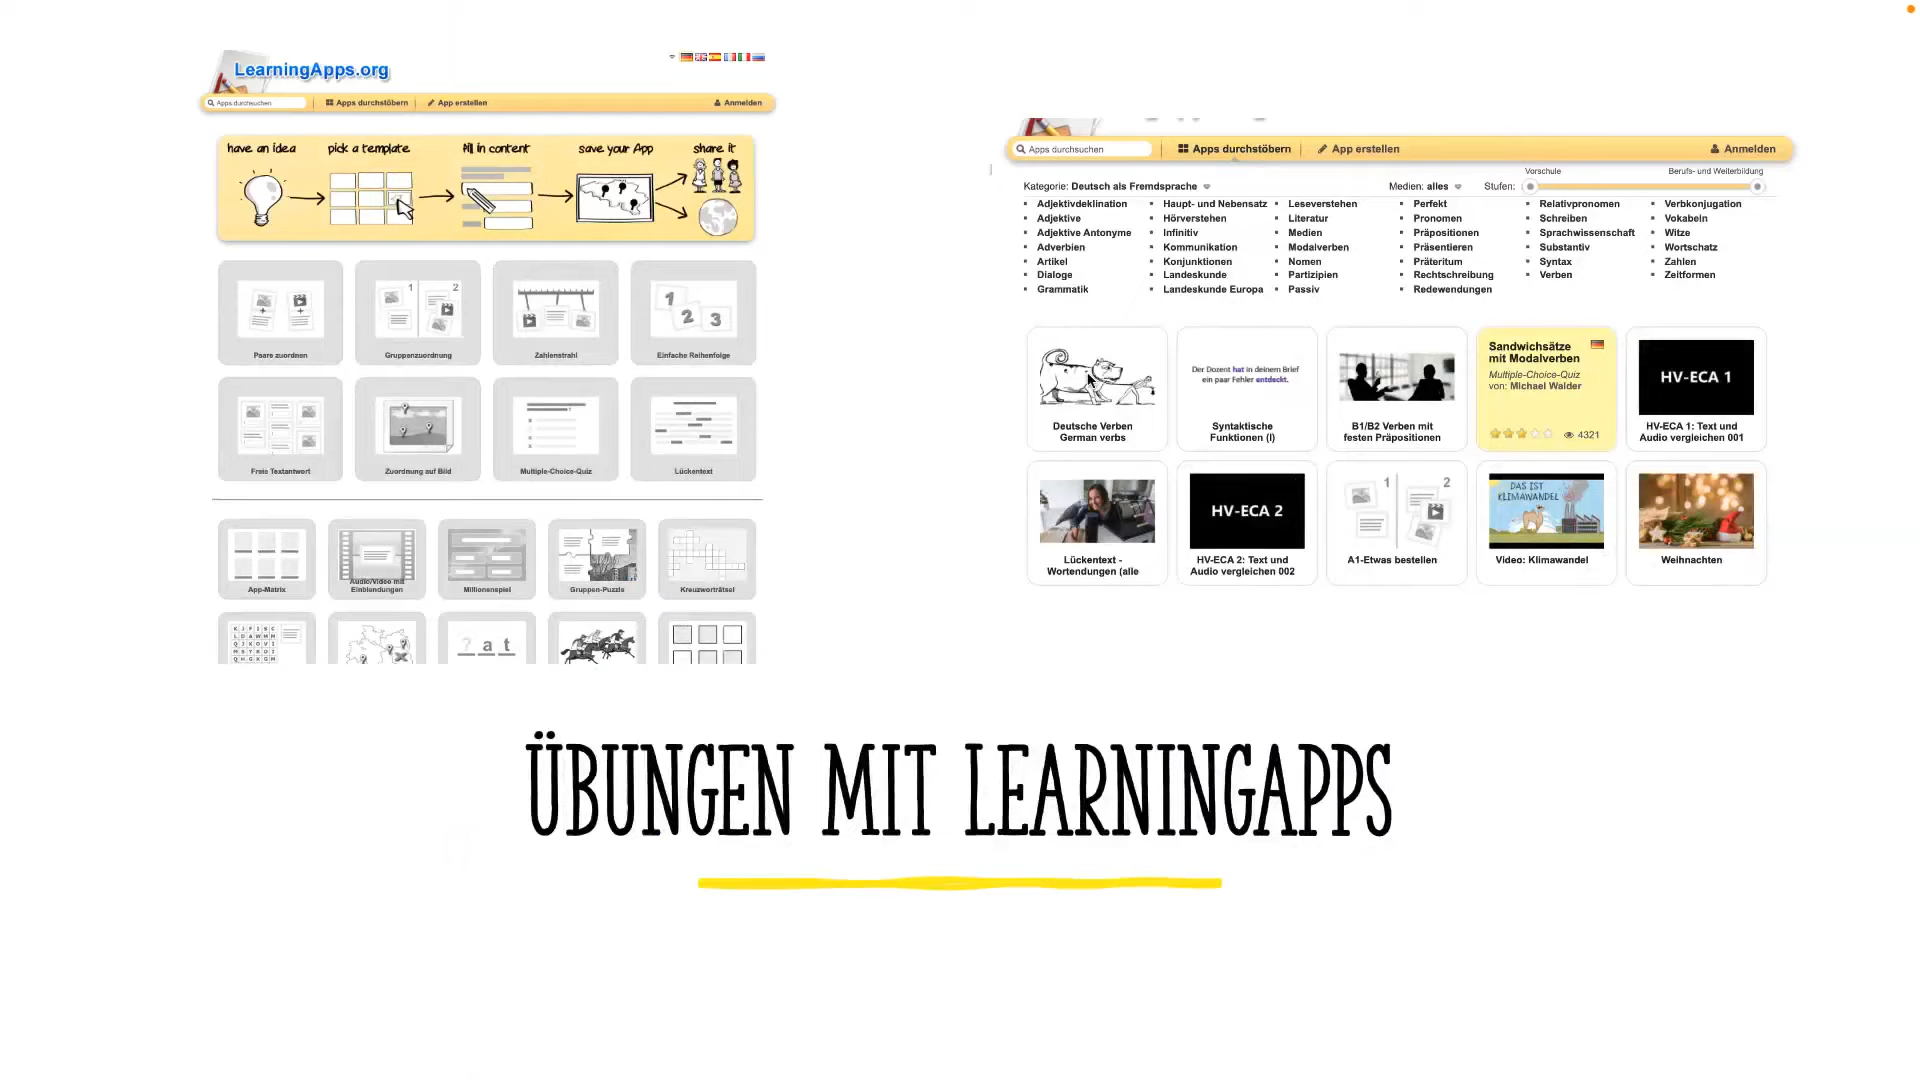 LearningApps.org
Apps durchsuchen
Apps durchstöbern
App erstellen
Anmelden
have an idea
pick a template
fill in content
save your App
share it
Paare zuordnen
Gruppenzuordnung
Zahlenstrahl
Einfache Reihenfolge
Freie Textantwort
Zuordnung auf Bild
Multiple-Choice-Quiz
Lückentext
App-Matrix
Audio/Video mit
Einblendungen
Millionenspiel
Gruppen-Puzzle
Kreuzworträtsel
? a t
Apps durchsuchen
Apps durchstöbern
App erstellen
Anmelden
Kategorie: Deutsch als Fremdsprache
Medien: alles
Stufen:
Vorschule
Berufs- und Weiterbildung
Adjektivdeklination
Adjektive
Adjektive Antonyme
Adverbien
Artikel
Dialoge
Grammatik
Haupt- und Nebensatz
Hörverstehen
Infinitiv
Kommunikation
Konjunktionen
Landeskunde
Landeskunde Europa
Leseverstehen
Literatur
Medien
Modalverben
Nomen
Partizipien
Passiv
Perfekt
Pronomen
Präpositionen
Präsentieren
Präteritum
Rechtschreibung
Redewendungen
Relativpronomen
Schreiben
Sprachwissenschaft
Substantiv
Syntax
Verben
Verbkonjugation
Vokabeln
Witze
Wortschatz
Zahlen
Zeitformen
Deutsche Verben
German verbs
Der Dozent hat in deinem Brief
ein paar Fehler entdeckt.
Syntaktische
Funktionen (I)
B1/B2 Verben mit
festen Präpositionen
Sandwichsätze
mit Modalverben
Multiple-Choice-Quiz
von: Michael Walder
4321
HV-ECA 1
HV-ECA 1: Text und
Audio vergleichen 001
Lückentext -
Wortendungen (alle
HV-ECA 2
HV-ECA 2: Text und
Audio vergleichen 002
1 2
A1-Etwas bestellen
DAS IST
KLIMAWANDEL
Video: Klimawandel
Weihnachten
ÜBUNGEN MIT LEARNINGAPPS